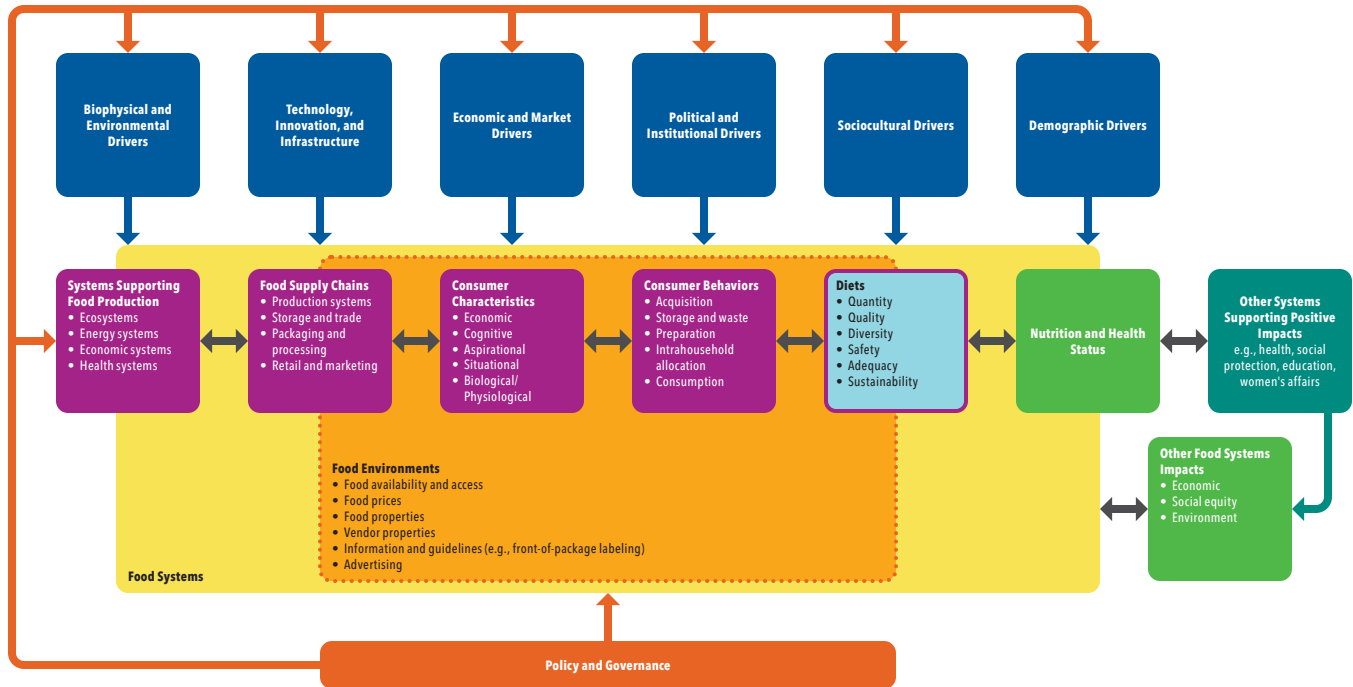 Biophysical and
Environmental
Drivers
Technology,
Innovation, and
Infrastructure
Economic and Market
Drivers
Political and
Institutional Drivers
Sociocultural Drivers
Demographic Drivers
Systems Supporting
Food Production
• Ecosystems
• Energy systems
• Economic systems
• Health systems
Food Supply Chains
• Production systems
• Storage and trade
• Packaging and
processing
• Retail and marketing
Consumer
Characteristics
• Economic
• Cognitive
• Aspirational
• Situational
• Biological/
Physiological
Consumer Behaviors
• Acquisition
• Storage and waste
• Preparation
• Intrahousehold
allocation
• Consumption
Diets
• Quantity
• Quality
• Diversity
• Safety
• Adequacy
• Sustainability
Nutrition and Health
Status
Other Systems
Supporting Positive
Impacts
e.g., health, social
protection, education,
women's affairs
Food Environments
• Food availability and access
• Food prices
• Food properties
• Vendor properties
• Information and guidelines (e.g., front-of-package labeling)
• Advertising
Other Food Systems
Impacts
• Economic
• Social equity
• Environment
Food Systems
Policy and Governance